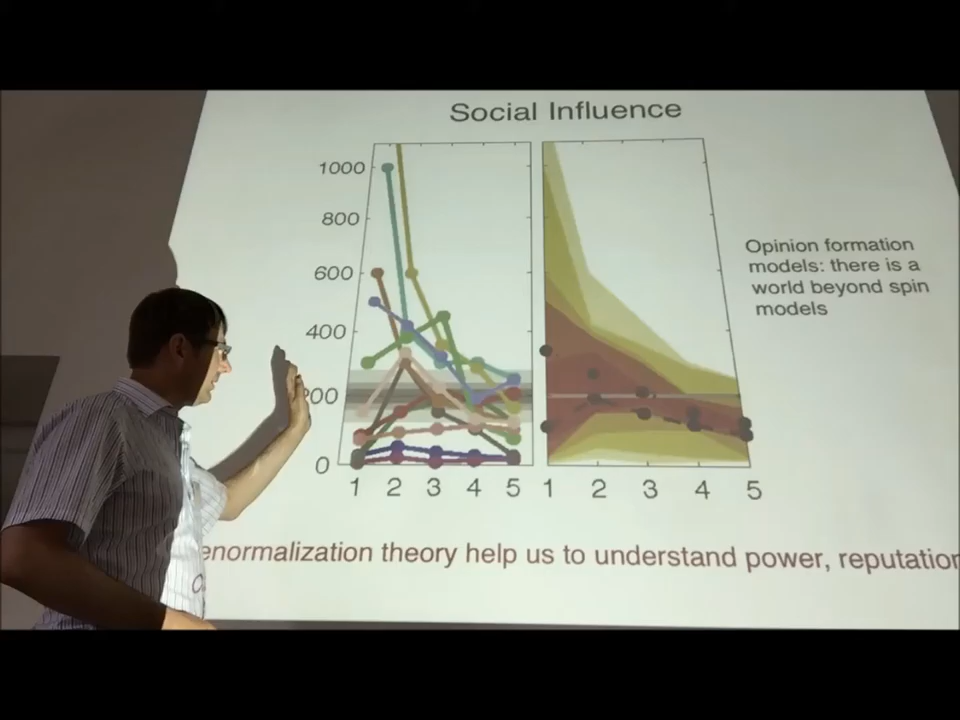 Social Influence
1000
800
600
400
200
0
1 2 3 4 5
1 2 3 4 5
Opinion formation
models: there is a
world beyond spin
models
enormalization theory help us to understand power, reputation